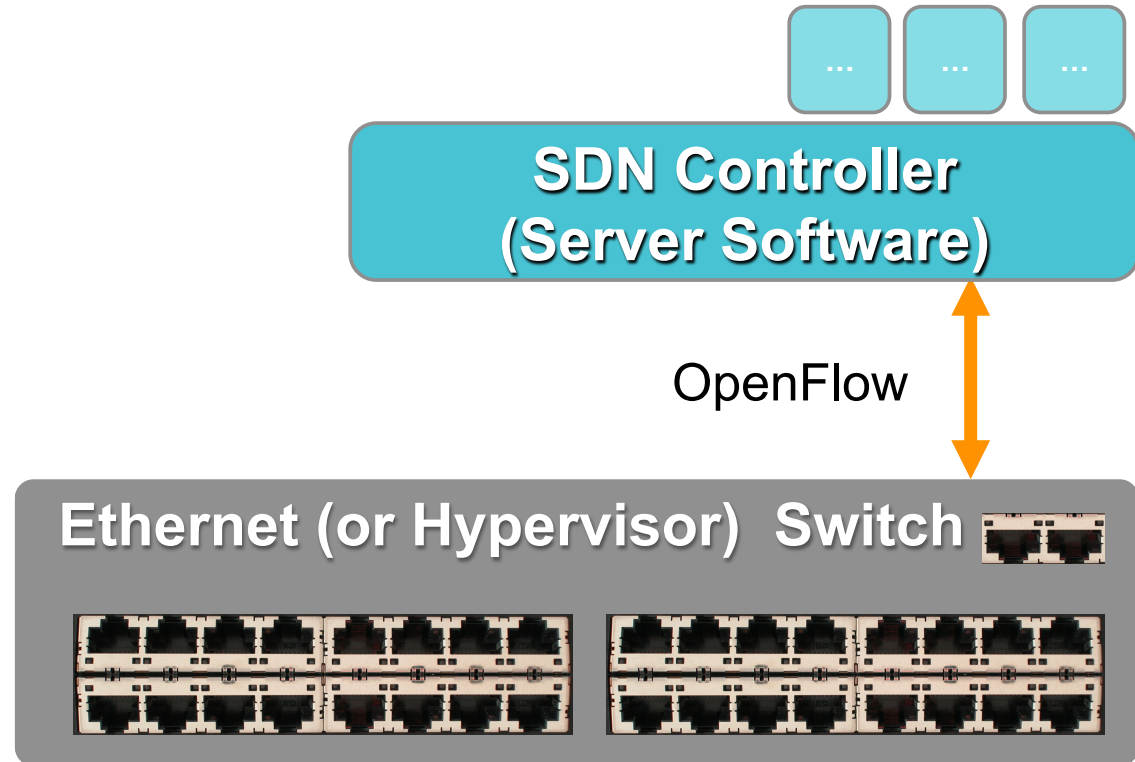 ... ... ...
SDN Controller
(Server Software)
OpenFlow
Ethernet (or Hypervisor) Switch